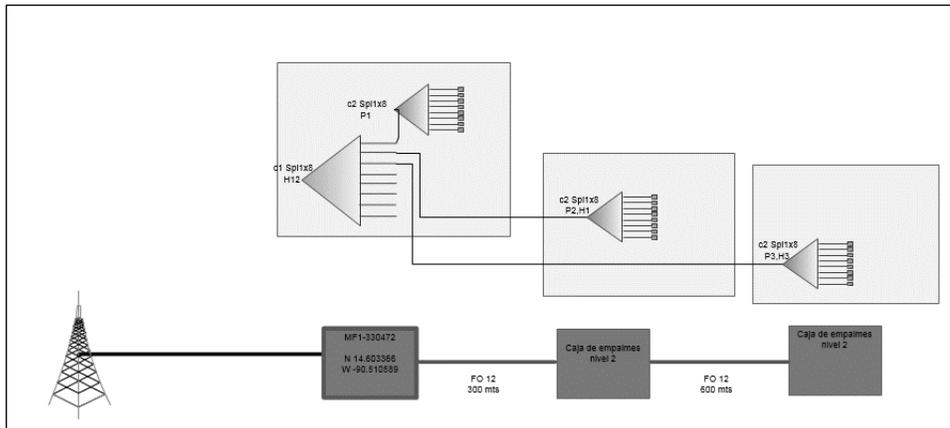 c2 Spl1x8
P1
c1 Spl1x8
H12
c2 Spl1x8
P2,H1
c2 Spl1x8
P3,H3
MF1-330472
N 14.603366
W -90.510589
FO 12
300 mts
Caja de empalmes
nivel 2
FO 12
600 mts
Caja de empalmes
nivel 2